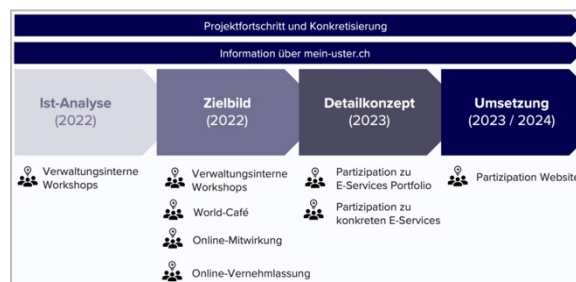 Projektfortschritt und Konkretisierung
Information über mein-uster.ch
Ist-Analyse
(2022)
Zielbild
(2022)
Detailkonzept
(2023)
Umsetzung
(2023 / 2024)
Verwaltungsinterne
Workshops
Verwaltungsinterne
Workshops
World-Café
Online-Mitwirkung
Online-Vernehmlassung
Partizipation zu
E-Services Portfolio
Partizipation zu
konkreten E-Services
Partizipation Website